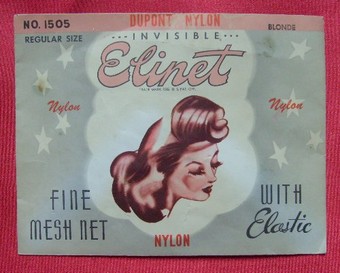 NO. 1505
DUPONT NYLON
BLONDE
REGULAR SIZE
INVISIBLE
Elinet
Nylon
Nylon
FINE
MESH NET
WITH
Elastic
NYLON